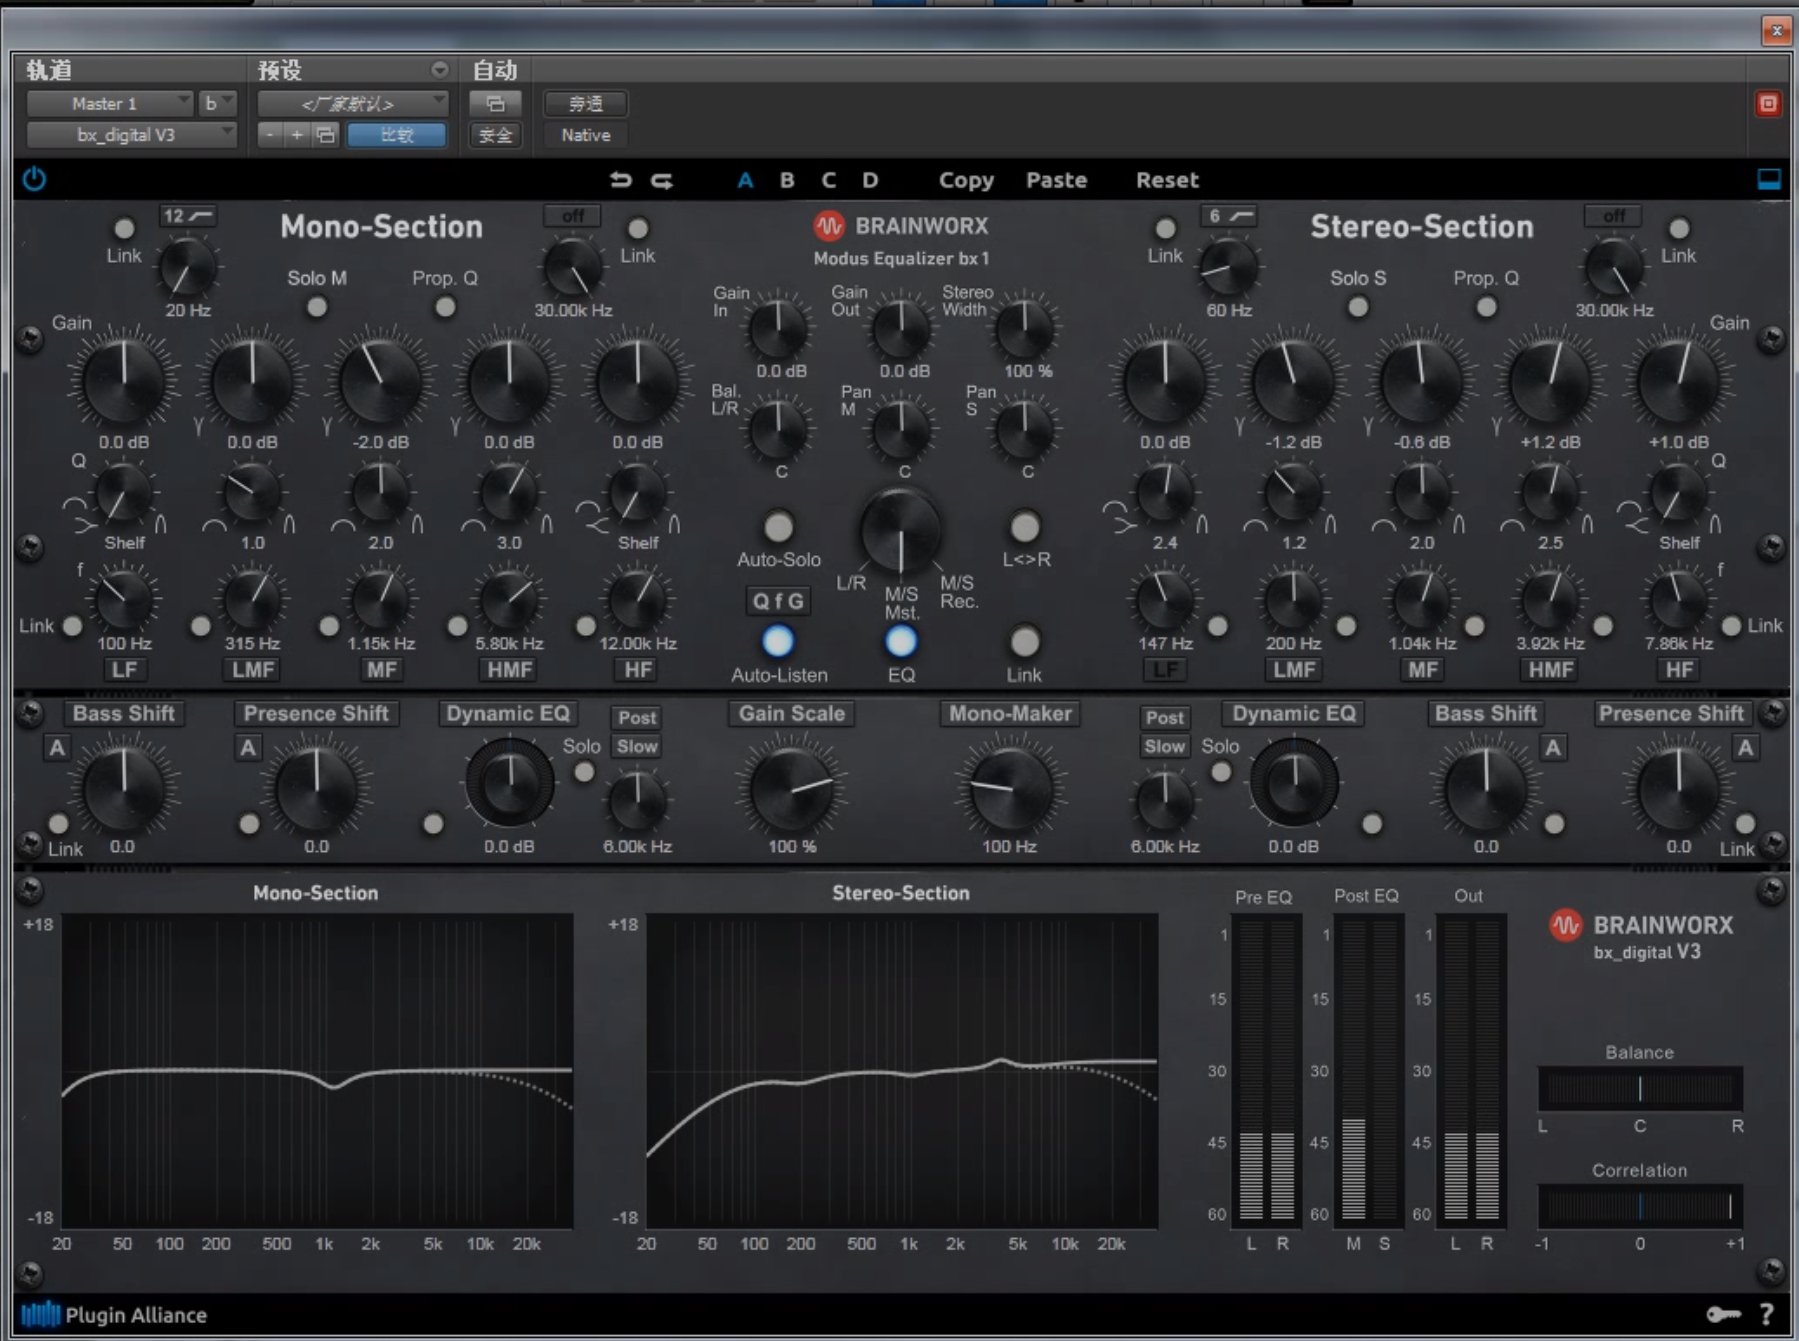 轨道 预设 自动
Master 1 b <厂家默认> 旁通
bx_digital V3 - + 比较 安全 Native
A B C D Copy Paste Reset
12 off 6 off
Mono-Section BRAINWORX Stereo-Section
Modus Equalizer bx 1
Link Link Link Link
Solo M Prop. Q Solo S Prop. Q
20 Hz 30.00k Hz 60 Hz 30.00k Hz
Gain Gain In Gain Out Stereo Width Gain
0.0 dB 0.0 dB 100 %
Bal. L/R Pan M Pan S
0.0 dB 0.0 dB -2.0 dB 0.0 dB 0.0 dB 0.0 dB -1.2 dB -0.6 dB +1.2 dB +1.0 dB
Q C C C Q
Shelf 1.0 2.0 3.0 Shelf 2.4 1.2 2.0 2.5 Shelf
Auto-Solo L<>R
L/R M/S Mst. M/S Rec.
f Q f G f
Link Link
100 Hz 315 Hz 1.15k Hz 5.80k Hz 12.00k Hz 147 Hz 200 Hz 1.04k Hz 3.92k Hz 7.86k Hz
LF LMF MF HMF HF Auto-Listen EQ Link LF LMF MF HMF HF
Bass Shift Presence Shift Dynamic EQ Post Gain Scale Mono-Maker Post Dynamic EQ Bass Shift Presence Shift
A A Solo Slow Slow Solo A A
Link 0.0 0.0 0.0 dB 6.00k Hz 100 % 100 Hz 6.00k Hz 0.0 dB 0.0 0.0 Link
Mono-Section Stereo-Section Pre EQ Post EQ Out
+18 +18 1 1 1 BRAINWORX
bx_digital V3
15 15 15
30 30 30 Balance
L C R
45 45 45
Correlation
-18 -18 60 60 60
20 50 100 200 500 1k 2k 5k 10k 20k 20 50 100 200 500 1k 2k 5k 10k 20k L R M S L R -1 0 +1
Plugin Alliance ?